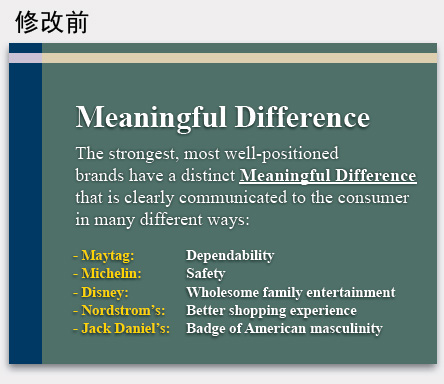 修改前
Meaningful Difference
The strongest, most well-positioned
brands have a distinct Meaningful Difference
that is clearly communicated to the consumer
in many different ways:
- Maytag: Dependability
- Michelin: Safety
- Disney: Wholesome family entertainment
- Nordstrom’s: Better shopping experience
- Jack Daniel’s: Badge of American masculinity